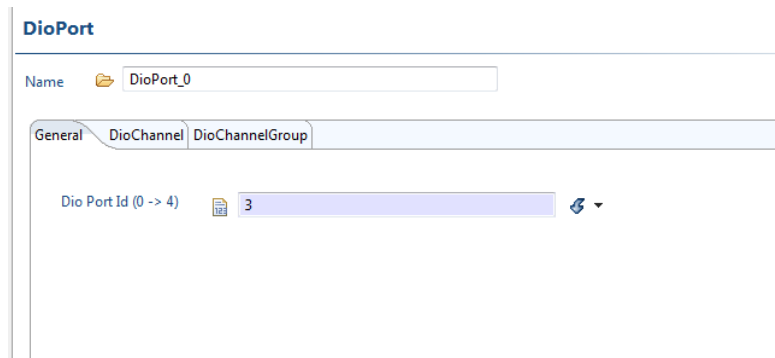 DioPort
Name DioPort_0
General DioChannel DioChannelGroup
Dio Port Id (0 -> 4) 3